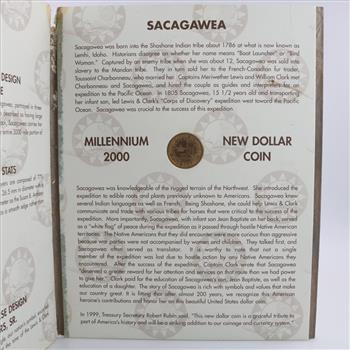 SACAGAWEA
Sacagawea was born into the Shoshone Indian tribe about 1786 at what is now known as
Lemhi, Idaho. Historians disagree on whether her name means "Boat Launcher" or "Bird
Woman." Captured by an enemy tribe when she was about 12, Sacagawea was sold into
slavery to the Mandan tribe. They in turn sold her to the French-Canadian fur trader,
Toussaint Charbonneau, who married her. Captains Meriwether Lewis and William Clark met
Charbonneau and Sacagawea, and hired the couple as guides and interpreters for an
expedition to the Pacific Ocean. In 1805 Sacagawea, 15 1/2 years old and transporting
her infant son, led Lewis & Clark's "Corps of Discovery" expedition west toward the Pacific
Ocean. Sacagawea was crucial to the success of this expedition.
MILLENNIUM
2000
NEW DOLLAR
COIN
Sacagawea was knowledgeable of the rugged terrain of the Northwest. She introduced the
expedition to edible roots and plants previously unknown to Americans. Sacagawea knew
several Indian languages as well as French; being Shoshone, she could help Lewis & Clark
communicate and trade with various tribes for horses that were critical to the success of the
expedition. More importantly, Sacagawea, with infant son Jean Baptiste on her back, served
as a "white flag" of peace during the expedition as it passed through hostile Native American
territories. The Native Americans that they did encounter were more curious than aggressive
because war parties were not accompanied by women and children. They talked first, and
Sacagawea often served as translator. It is worthy to note that not a single
member of the expedition was lost due to hostile action by any of the Native Americans they
encountered. After the success of the expedition, Captain Clark wrote that Sacagawea
"deserved a greater reward for her attention and services on that route than we had power
to give her." Clark paid for the education of Sacagawea's son, Jean Baptiste, as well as the
education of a daughter. The story of Sacagawea is rich with symbols and values that make
our country great. It is fitting that after almost 200 years, we recognize this American
heroine's contributions and honor her on this beautiful United States dollar coin.
In 1999, Treasury Secretary Robert Rubin said, "This new dollar coin is a grateful tribute to
part of America's history and will be a striking addition to our coinage and currency system."
DESIGN
STATS
SE DESIGN
RS, SR.